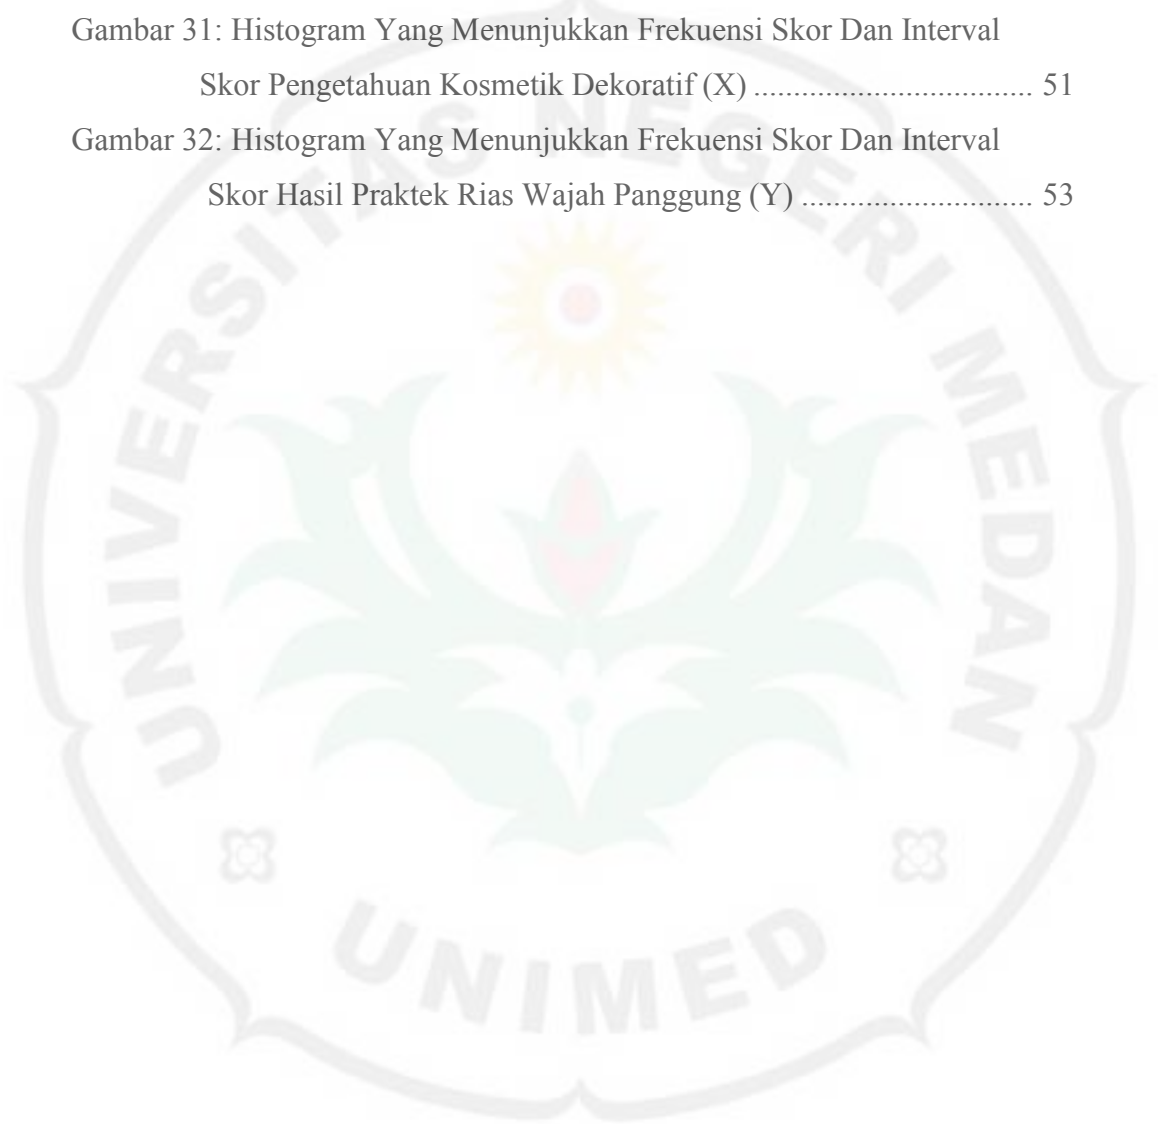 Gambar 31: Histogram Yang Menunjukkan Frekuensi Skor Dan Interval
Skor Pengetahuan Kosmetik Dekoratif (X) ................................... 51
Gambar 32: Histogram Yang Menunjukkan Frekuensi Skor Dan Interval
Skor Hasil Praktek Rias Wajah Panggung (Y) ............................. 53
UNIVERSITAS NEGERI MEDAN
UNIMED